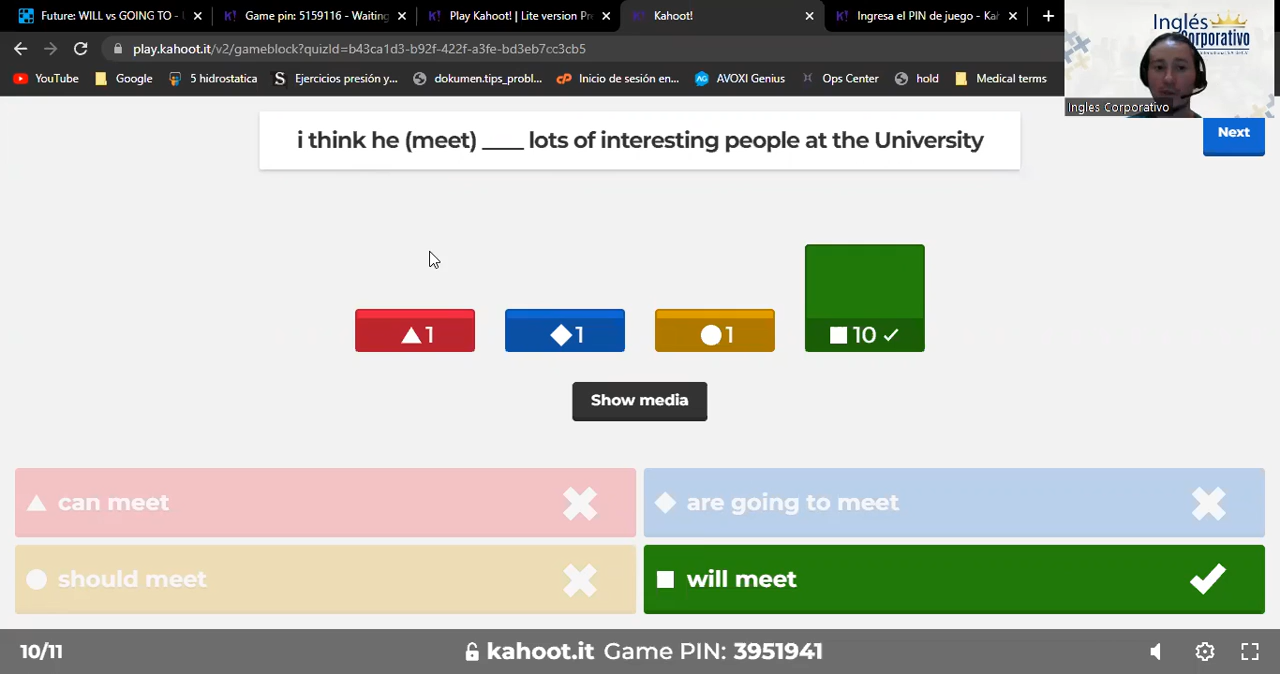 Future: WILL vs GOING TO -
Game pin: 5159116 - Waiting
Play Kahoot! | Lite version Pr
Kahoot!
Ingresa el PIN de juego - Ka
play.kahoot.it/v2/gameblock?quizId=b43ca1d3-b92f-422f-a3fe-bd3eb7cc3cb5
YouTube
Google
5 hidrostatica
Ejercicios presión y...
dokumen.tips_probl...
Inicio de sesión en...
AVOXI Genius
Ops Center
hold
Medical terms
Inglés
Corporativo
Ingles Corporativo
i think he (meet) ____ lots of interesting people at the University
Next
1
1
1
10
Show media
can meet
are going to meet
should meet
will meet
10/11
kahoot.it Game PIN: 3951941